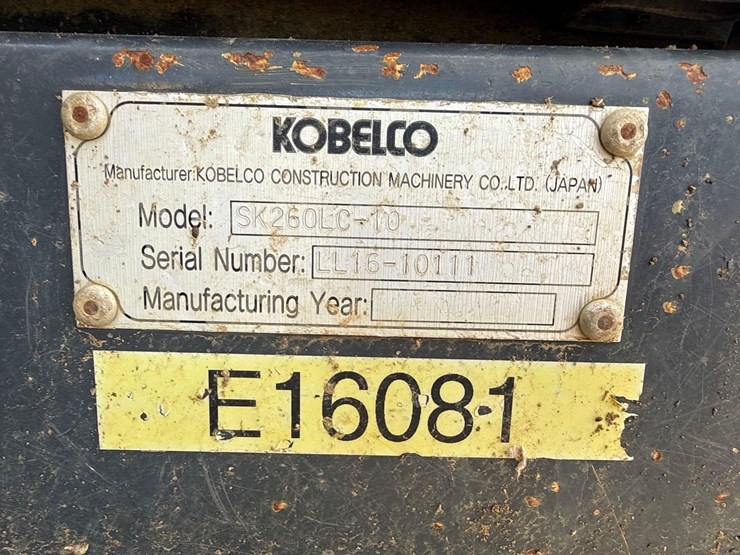 KOBELCO
Manufacturer:KOBELCO CONSTRUCTION MACHINERY CO.,LTD. (JAPAN)
Model: SK260LC-10
Serial Number: LL16-10111
Manufacturing Year:
E16081